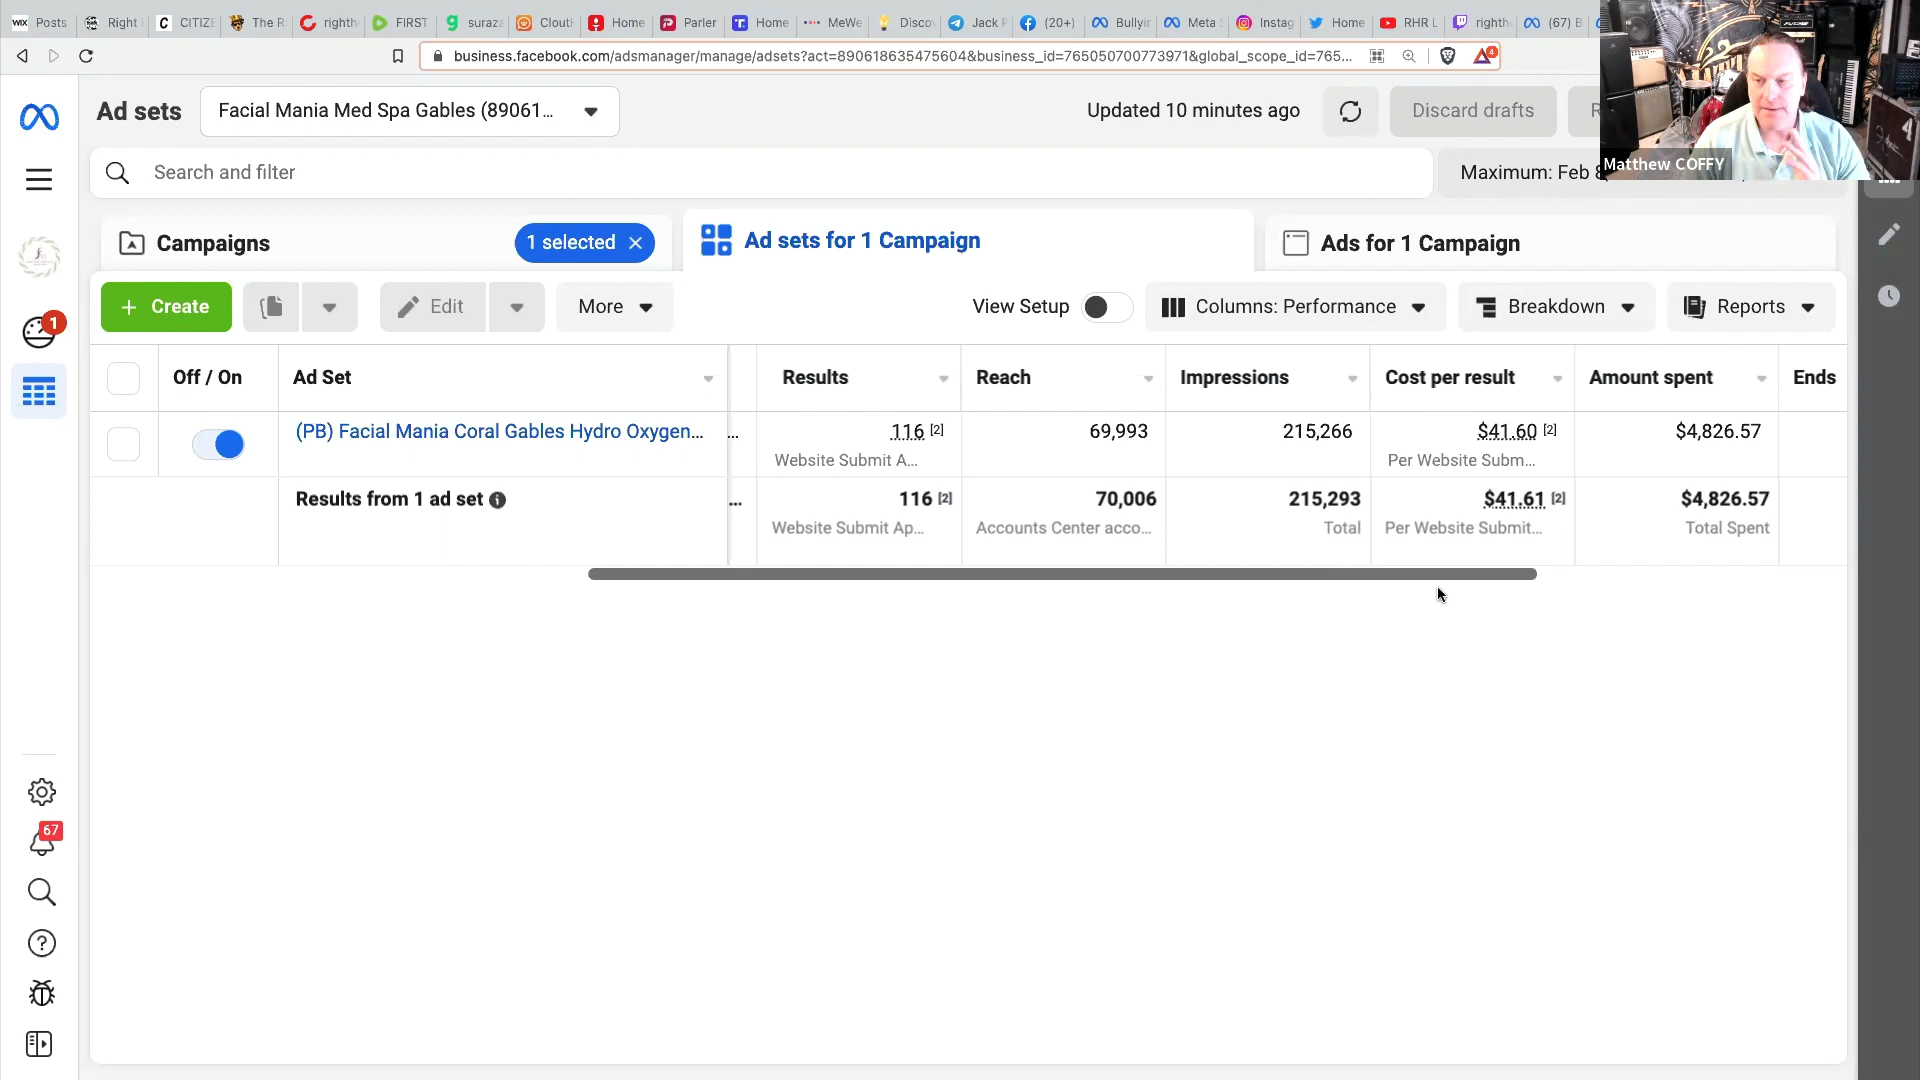 WIX Posts Right C CITIZE The R righth FIRST suraza Clout Home Parler Home MeWe Disco Jack F (20+) Bullyir Meta Instag Home RHR L righth (67) B
business.facebook.com/adsmanager/manage/adsets?act=890618635475604&business_id=765050700773971&global_scope_id=765... 4
Ad sets Facial Mania Med Spa Gables (89061... Updated 10 minutes ago Discard drafts R
Matthew COFFY
Search and filter Maximum: Feb 8,
Campaigns 1 selected Ad sets for 1 Campaign Ads for 1 Campaign
+ Create Edit More View Setup Columns: Performance Breakdown Reports
1
Off / On Ad Set Results Reach Impressions Cost per result Amount spent Ends
(PB) Facial Mania Coral Gables Hydro Oxygen... ... 116 [2] 69,993 215,266 $41.60 [2] $4,826.57
Website Submit A... Per Website Subm...
Results from 1 ad set ... 116 [2] 70,006 215,293 $41.61 [2] $4,826.57
Website Submit Ap... Accounts Center acco... Total Per Website Submit... Total Spent
67